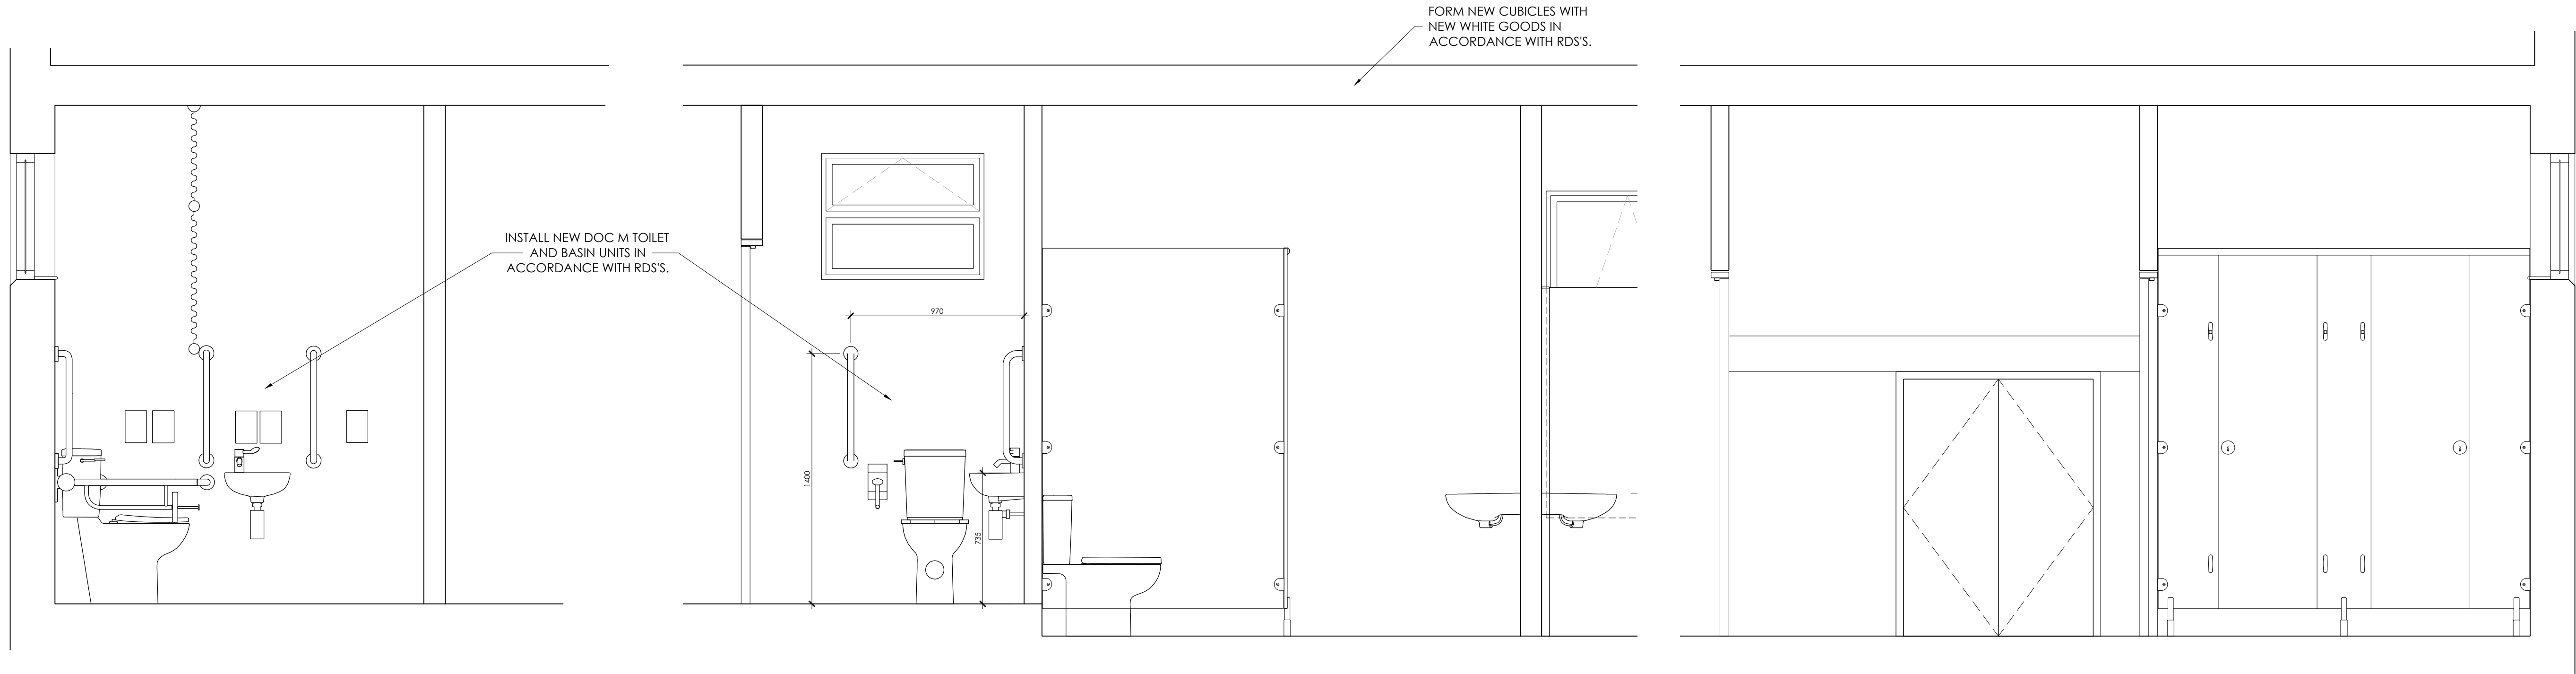 FORM NEW CUBICLES WITH
NEW WHITE GOODS IN
ACCORDANCE WITH RDS'S.
INSTALL NEW DOC M TOILET
AND BASIN UNITS IN
ACCORDANCE WITH RDS'S.
970
1400
735